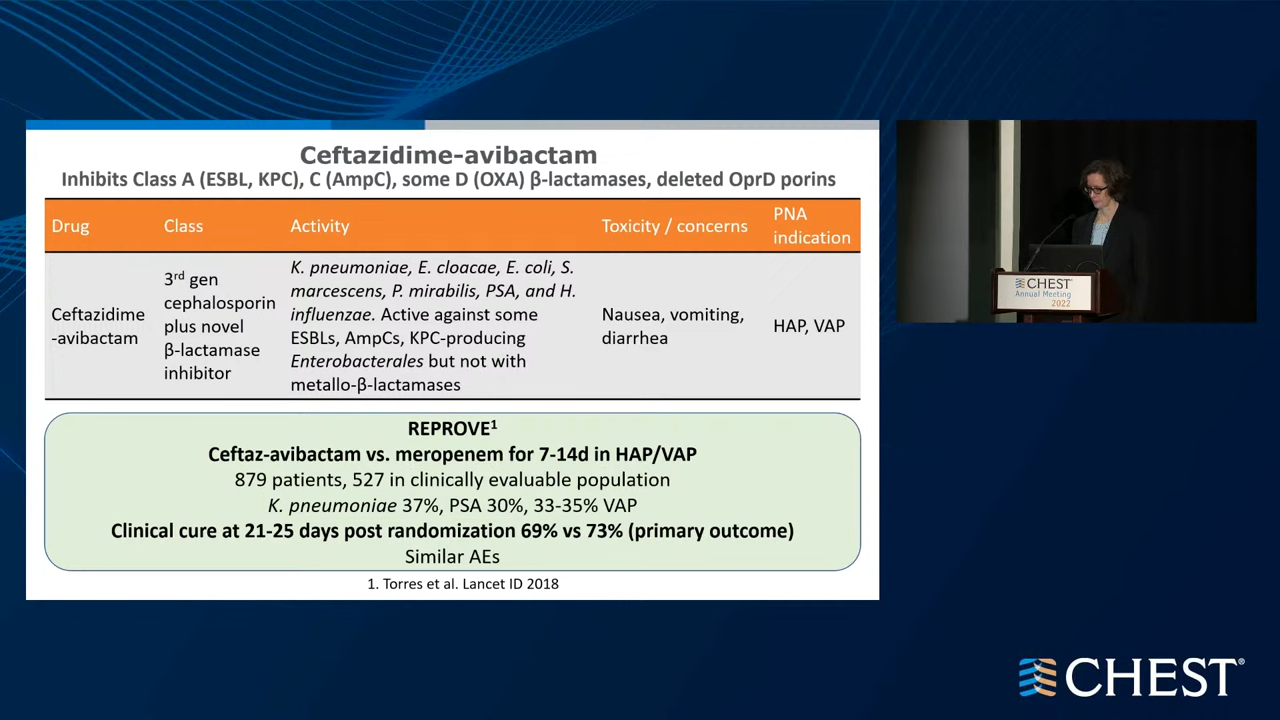 Ceftazidime-avibactam
Inhibits Class A (ESBL, KPC), C (AmpC), some D (OXA) β-lactamases, deleted OprD porins
Drug
Class
Activity
Toxicity / concerns
PNA
indication
Ceftazidime
-avibactam
3rd gen
cephalosporin
plus novel
β-lactamase
inhibitor
K. pneumoniae, E. cloacae, E. coli, S.
marcescens, P. mirabilis, PSA, and H.
influenzae. Active against some
ESBLs, AmpCs, KPC-producing
Enterobacterales but not with
metallo-β-lactamases
Nausea, vomiting,
diarrhea
HAP, VAP
REPROVE1
Ceftaz-avibactam vs. meropenem for 7-14d in HAP/VAP
879 patients, 527 in clinically evaluable population
K. pneumoniae 37%, PSA 30%, 33-35% VAP
Clinical cure at 21-25 days post randomization 69% vs 73% (primary outcome)
Similar AEs
1. Torres et al. Lancet ID 2018
CHEST
Annual Meeting
2022
CHEST®